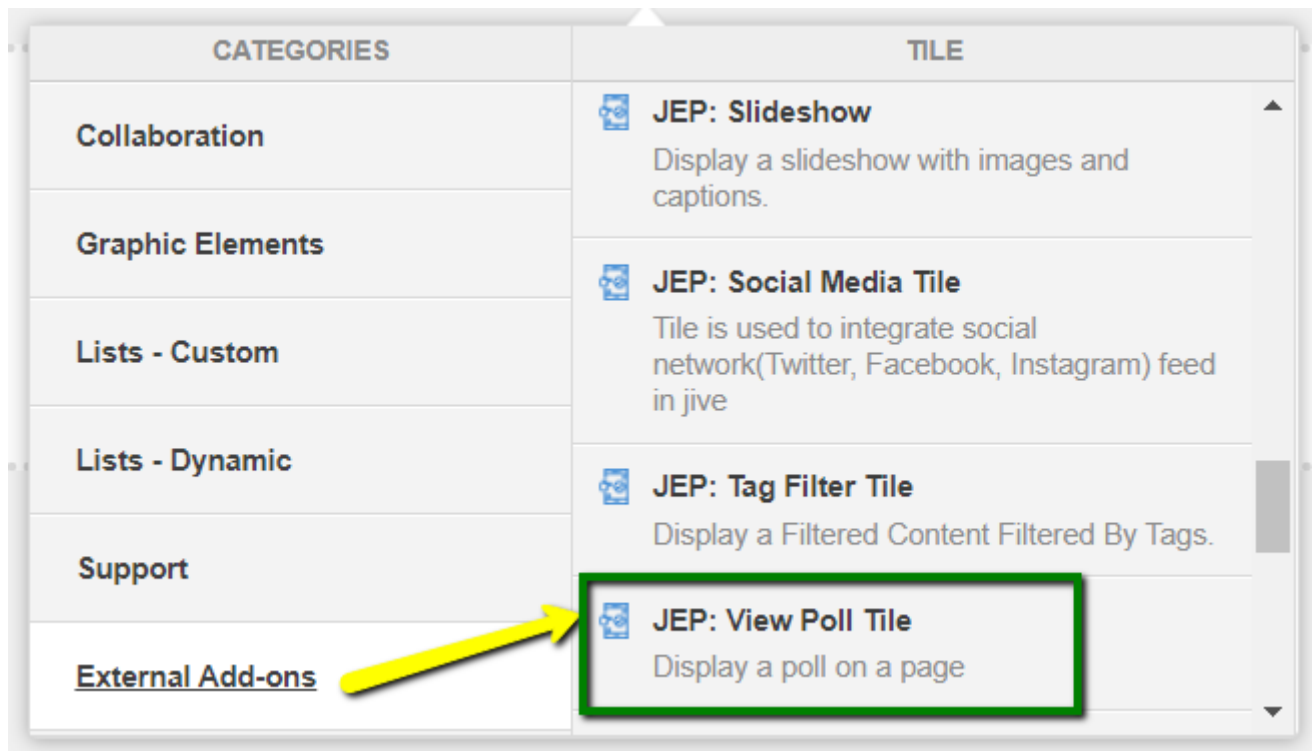 CATEGORIES
TILE
Collaboration
Graphic Elements
Lists - Custom
Lists - Dynamic
Support
External Add-ons
JEP: Slideshow
Display a slideshow with images and
captions.
JEP: Social Media Tile
Tile is used to integrate social
network(Twitter, Facebook, Instagram) feed
in jive
JEP: Tag Filter Tile
Display a Filtered Content Filtered By Tags.
JEP: View Poll Tile
Display a poll on a page